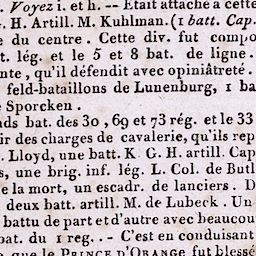 Voyez i. et h. -- Était attaché à cette
. H. Artill. M. Kuhlman. (1 batt. Cap.
e du centre. Cette div. fut compo
t. lég. et le 5 et 8 bat. de ligne.
nte, qu'il défendit avec opiniâtreté.
feld-bataillons de Lunenburg, 1 ba
e Sporcken.
nds bat. des 30, 69 et 73 rég. et le 33
ir des charges de cavalerie, qu'ils rep
. Lloyd, une batt. K. G. H. artill. Cap
s, une brig. inf. lég. L. Col. de Butl
e la mort, un escadr. de lanciers. D
deux batt. artill. M. de Lubeck. Un
battu de part et d'autre avec beaucou
bat. du 1 reg. . - C'est en conduisant
e que le PRINCE D'ORANGE fut blessé